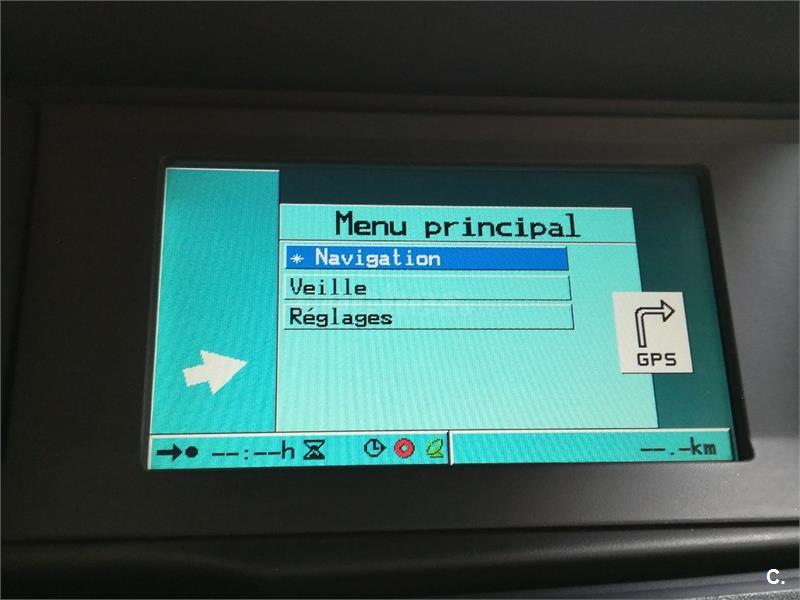 Menu principal
* Navigation
Veille
Réglages
GPS
--:--h
--.-km
C.